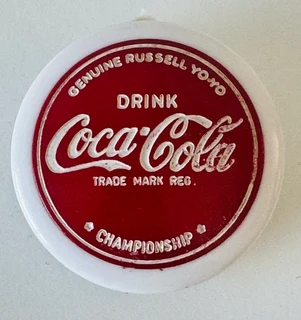 GENUINE RUSSELL YO-YO
DRINK
Coca-Cola
TRADE MARK REG.
CHAMPIONSHIP